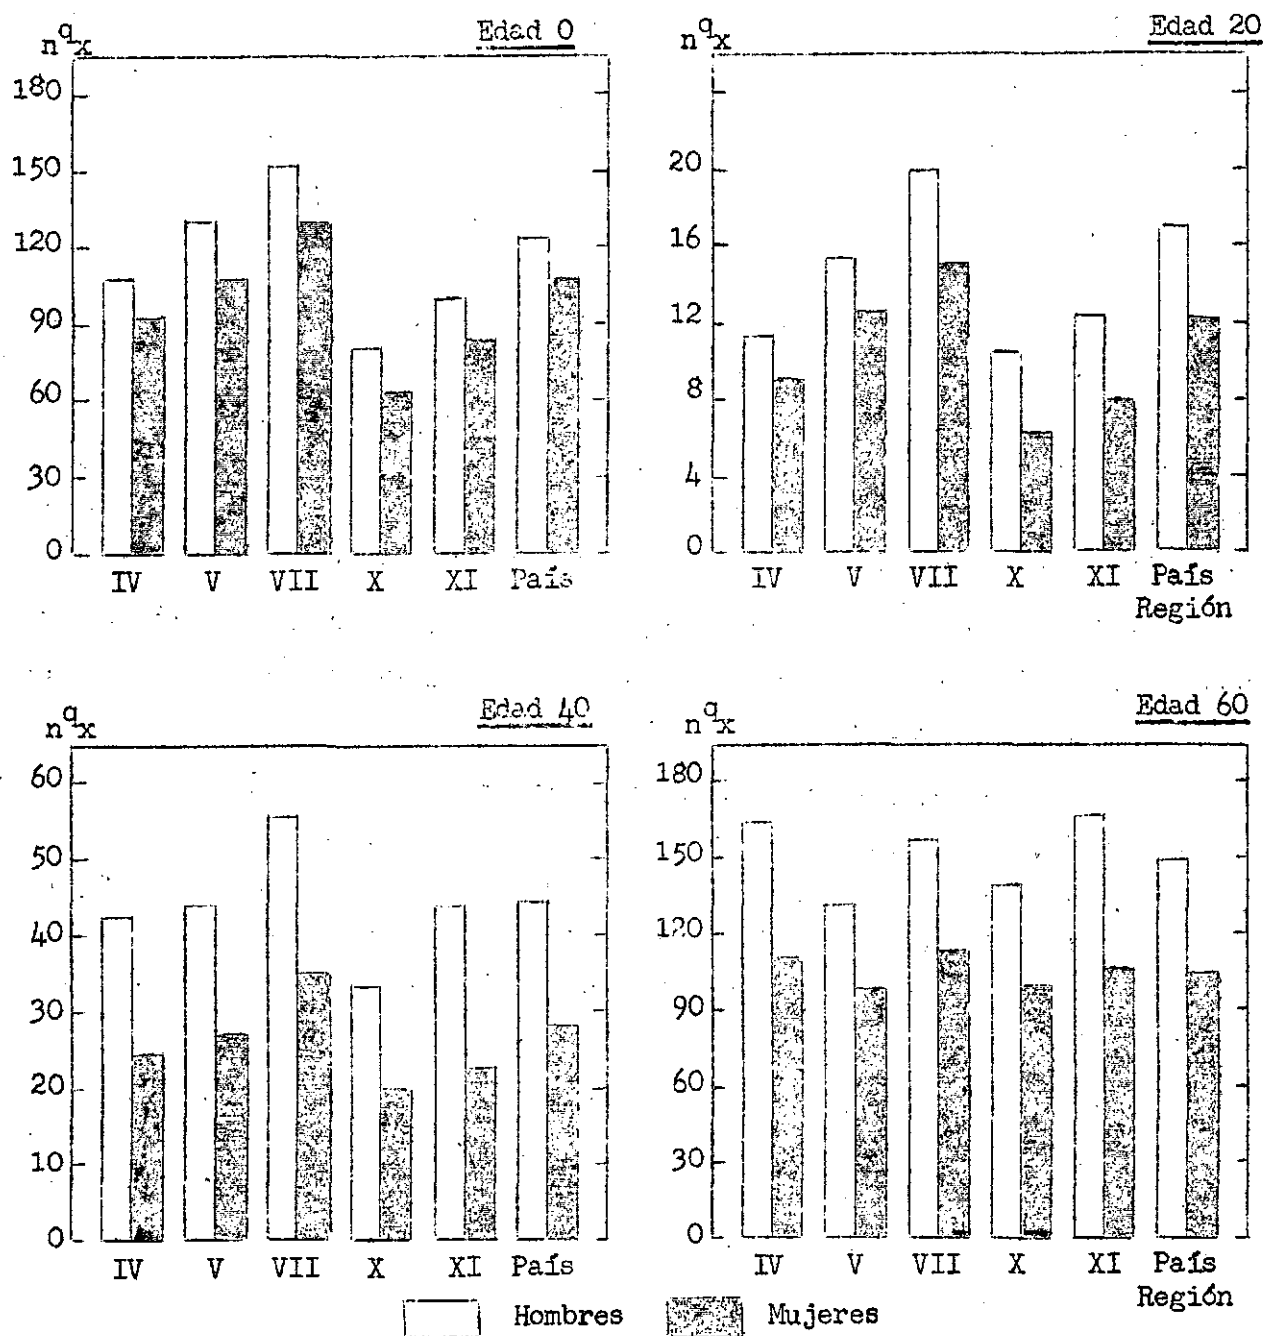 nqx
Edad 0
180
150
120
90
60
30
0
IV V VII X XI País
nqx
Edad 20
20
16
12
8
4
0
IV V VII X XI País
Región
nqx
Edad 40
60
50
40
30
20
10
0
IV V VII X XI País
nqx
Edad 60
180
150
120
90
60
30
0
IV V VII X XI País
Región
Hombres Mujeres